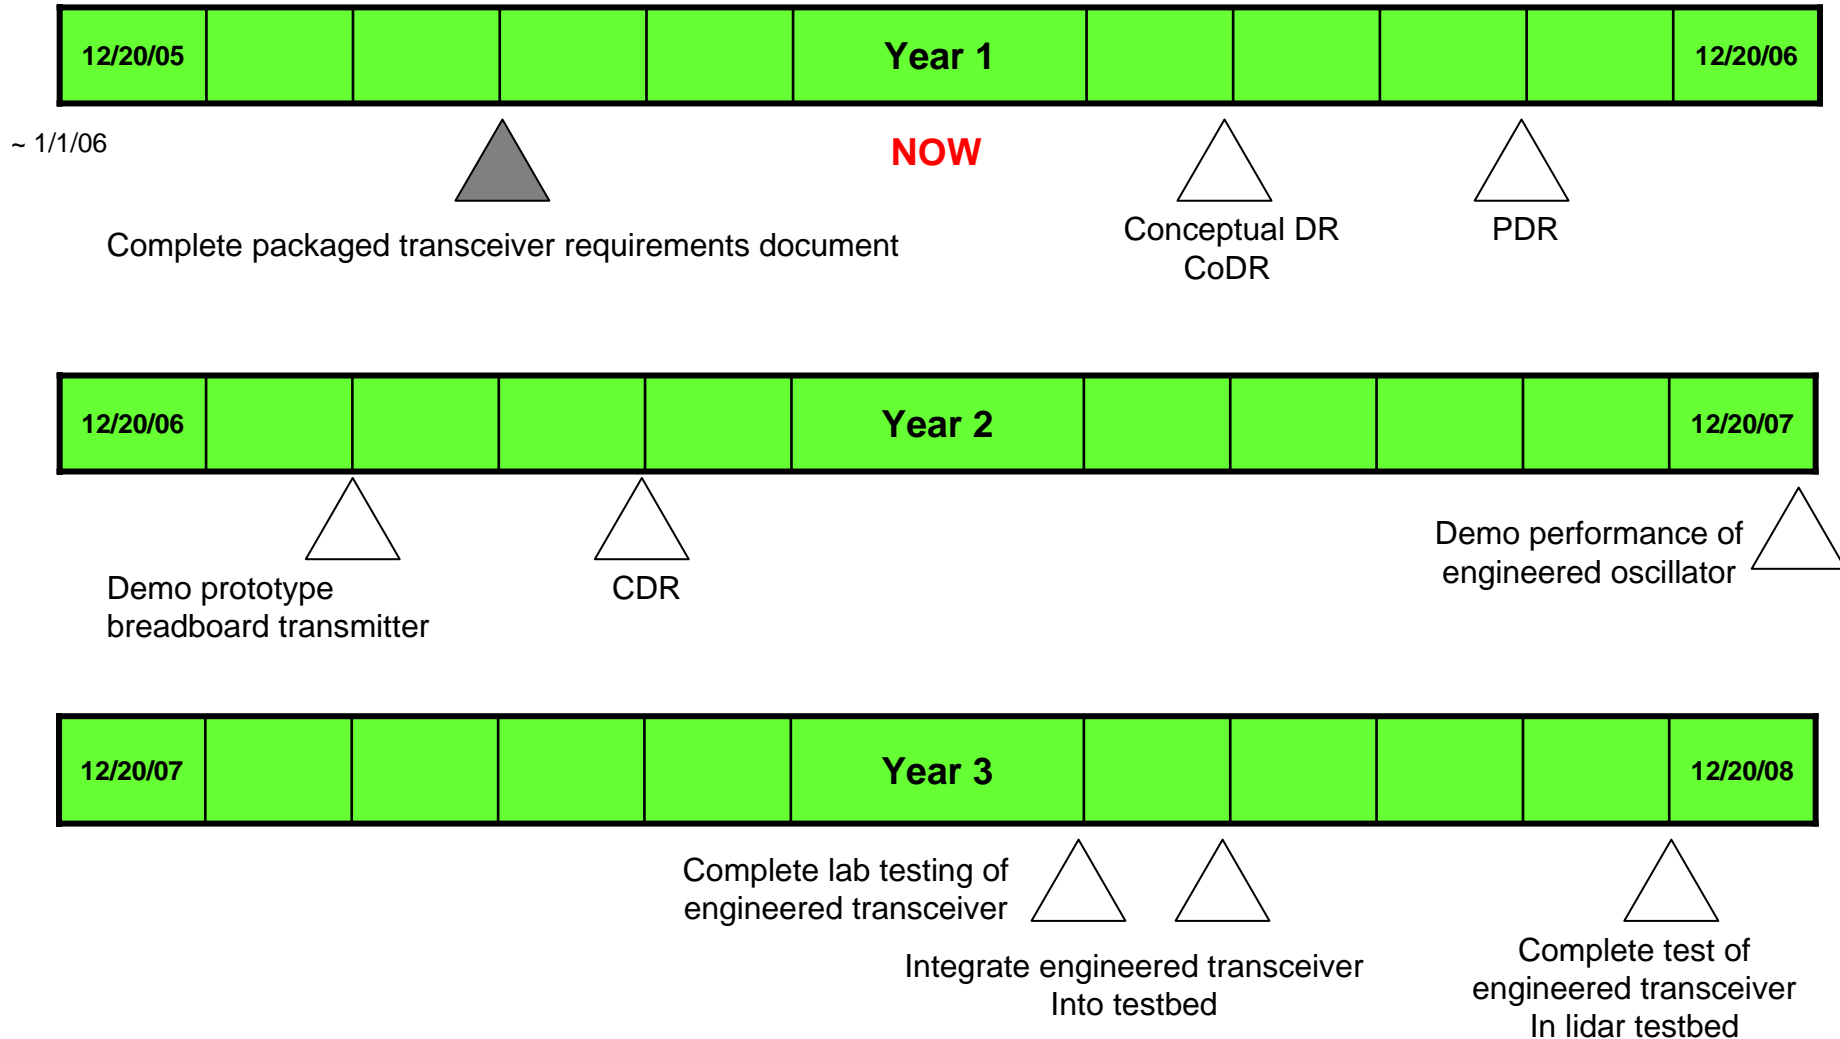 12/20/05
Year 1
12/20/06
~ 1/1/06
NOW
Complete packaged transceiver requirements document
Conceptual DR
CoDR
PDR
12/20/06
Year 2
12/20/07
Demo prototype
breadboard transmitter
CDR
Demo performance of
engineered oscillator
12/20/07
Year 3
12/20/08
Complete lab testing of
engineered transceiver
Integrate engineered transceiver
Into testbed
Complete test of
engineered transceiver
In lidar testbed